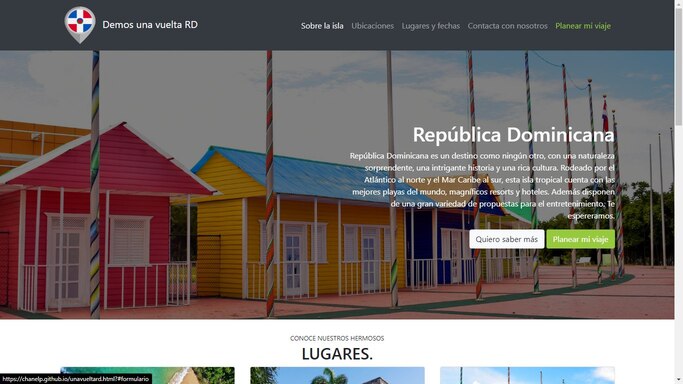 Demos una vuelta RD
Sobre la isla
Ubicaciones
Lugares y fechas
Contacta con nosotros
Planear mi viaje
República Dominicana
República Dominicana es un destino como ningún otro, con una naturaleza
sorprendente, una intrigante historia y una rica cultura. Rodeado por el
Atlántico al norte y el Mar Caribe al sur, esta isla tropical cuenta con las
mejores playas del mundo, magníficos resorts y hoteles. Además disponen
de una gran variedad de propuestas para el entretenimiento. Te
espereramos.
Quiero saber más
Planear mi viaje
CONOCE NUESTROS HERMOSOS
LUGARES.
https://chanelp.github.io/unavueltard.html?#formulario